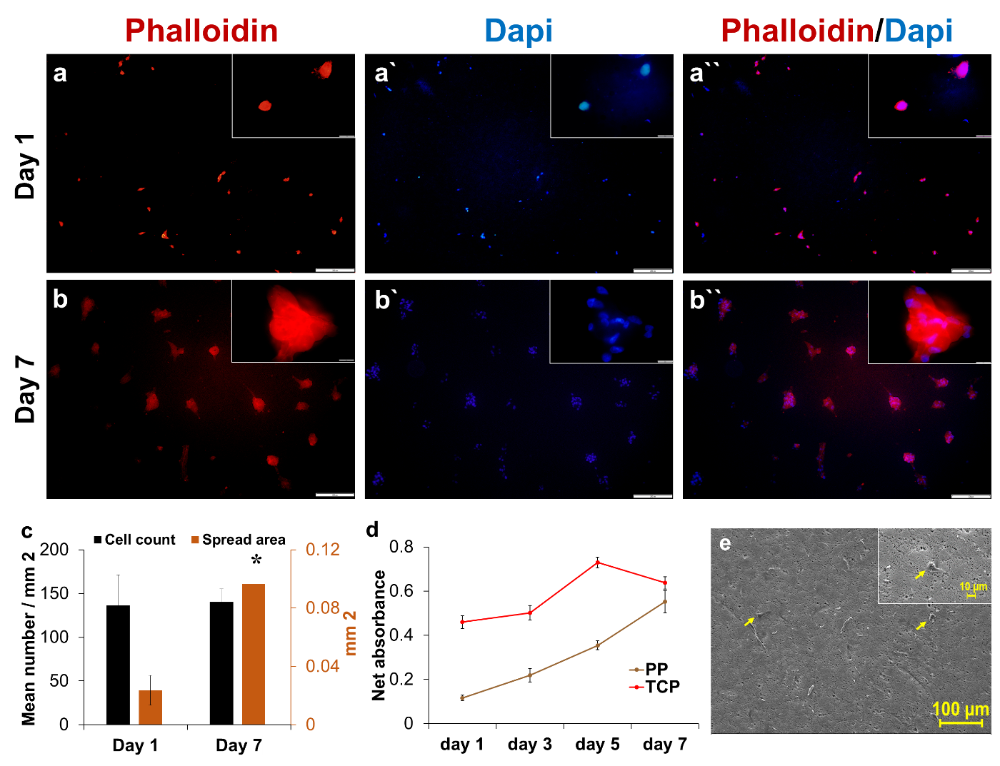 Phalloidin
Dapi
Phalloidin/Dapi
Day 1
a
a`
a``
Day 7
b
b`
b``
c
Cell count
Spread area
Mean number / mm 2
200
150
100
50
0
0.12
0.08
0.04
0
mm 2
*
Day 1
Day 7
d
Net absorbance
0.8
0.6
0.4
0.2
0
PP
TCP
day 1
day 3
day 5
day 7
e
10 µm
100 µm